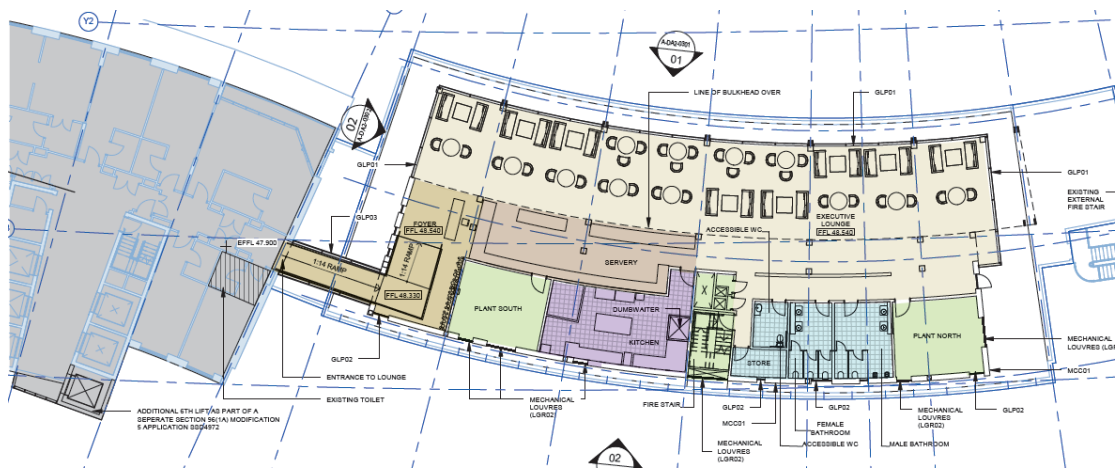 Y2
A-DA2-0301
01
02
LINE OF BULKHEAD OVER
GLP01
GLP01
GLP01
EXISTING
EXTERNAL
FIRE STAIR
GLP03
FOYER
FFL 48.540
ACCESSIBLE WC
EXECUTIVE
LOUNGE
FFL 48.540
EFFL 47.900
1:14 RAMP
1:14 RAMP
SERVERY
FFL 48.330
X
PLANT SOUTH
DUMBWAITER
KITCHEN
STORE
PLANT NORTH
MECHANICAL
LOUVRES (LGR
GLP02
MCC01
ENTRANCE TO LOUNGE
EXISTING TOILET
MECHANICAL
LOUVRES (LGR02)
FIRE STAIR
GLP02
MCC01
GLP02
FEMALE
BATHROOM
MECHANICAL
LOUVRES
(LGR02)
GLP02
ADDITIONAL 6TH LIFT AS PART OF A
SEPERATE SECTION 96(1A) MODIFICATION
S APPLICATION SSD4972
MECHANICAL
LOUVRES
(LGR02)
ACCESSIBLE WC
MALE BATHROOM
02